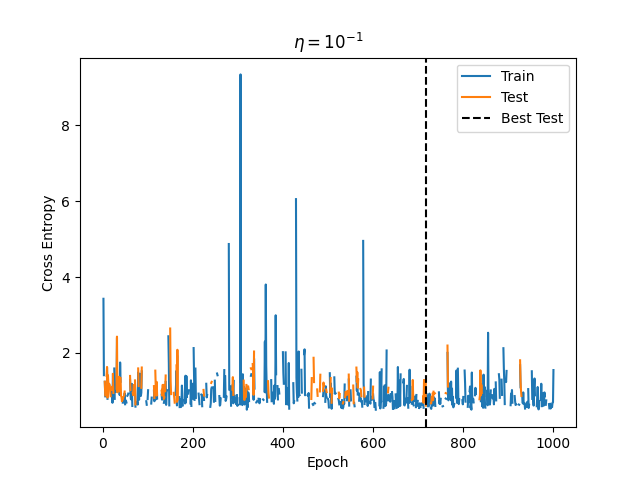 η = 10⁻¹
Train
Test
Best Test
Cross Entropy
8
6
4
2
0 200 400 600 800 1000
Epoch